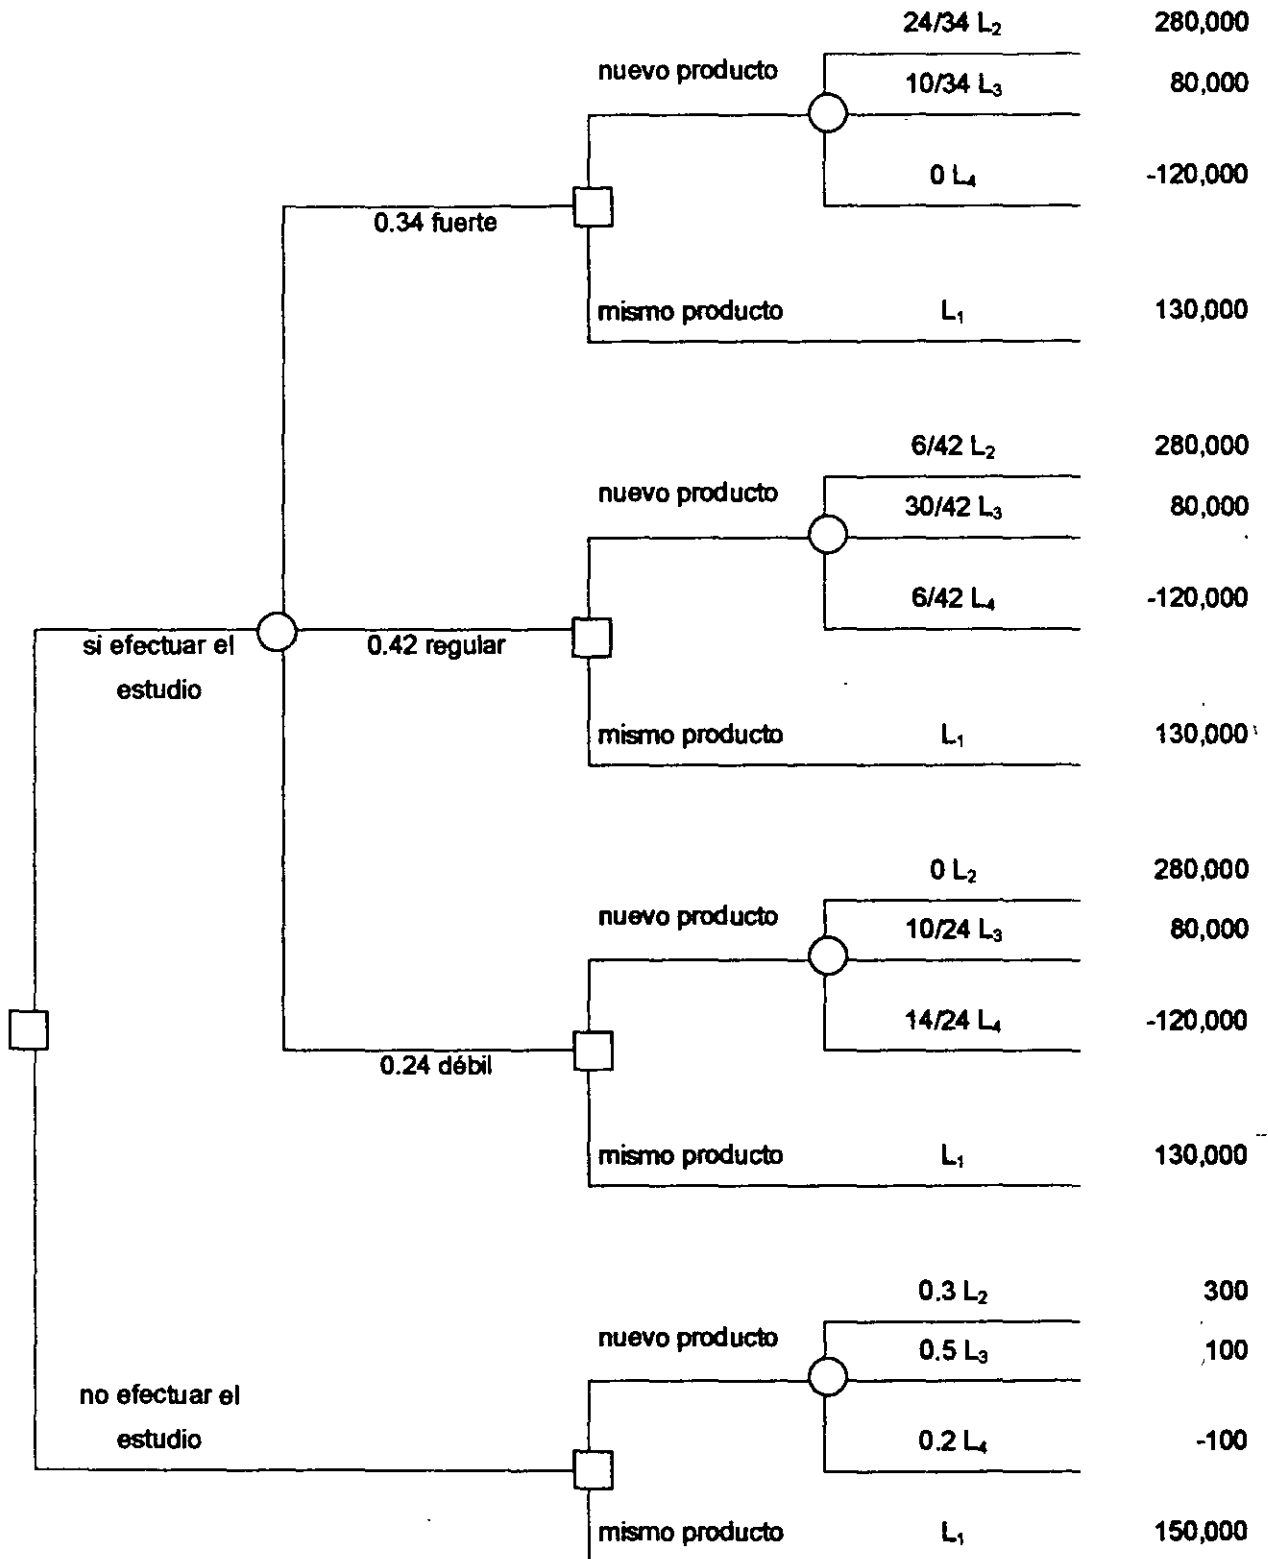 24/34 L₂ 280,000
nuevo producto
10/34 L₃ 80,000
0 L₄ -120,000
0.34 fuerte
mismo producto L₁ 130,000
6/42 L₂ 280,000
nuevo producto
30/42 L₃ 80,000
6/42 L₄ -120,000
si efectuar el
estudio
0.42 regular
mismo producto L₁ 130,000
0 L₂ 280,000
nuevo producto
10/24 L₃ 80,000
14/24 L₄ -120,000
0.24 débil
mismo producto L₁ 130,000
0.3 L₂ 300
nuevo producto
0.5 L₃ 100
no efectuar el
estudio
0.2 L₄ -100
mismo producto L₁ 150,000